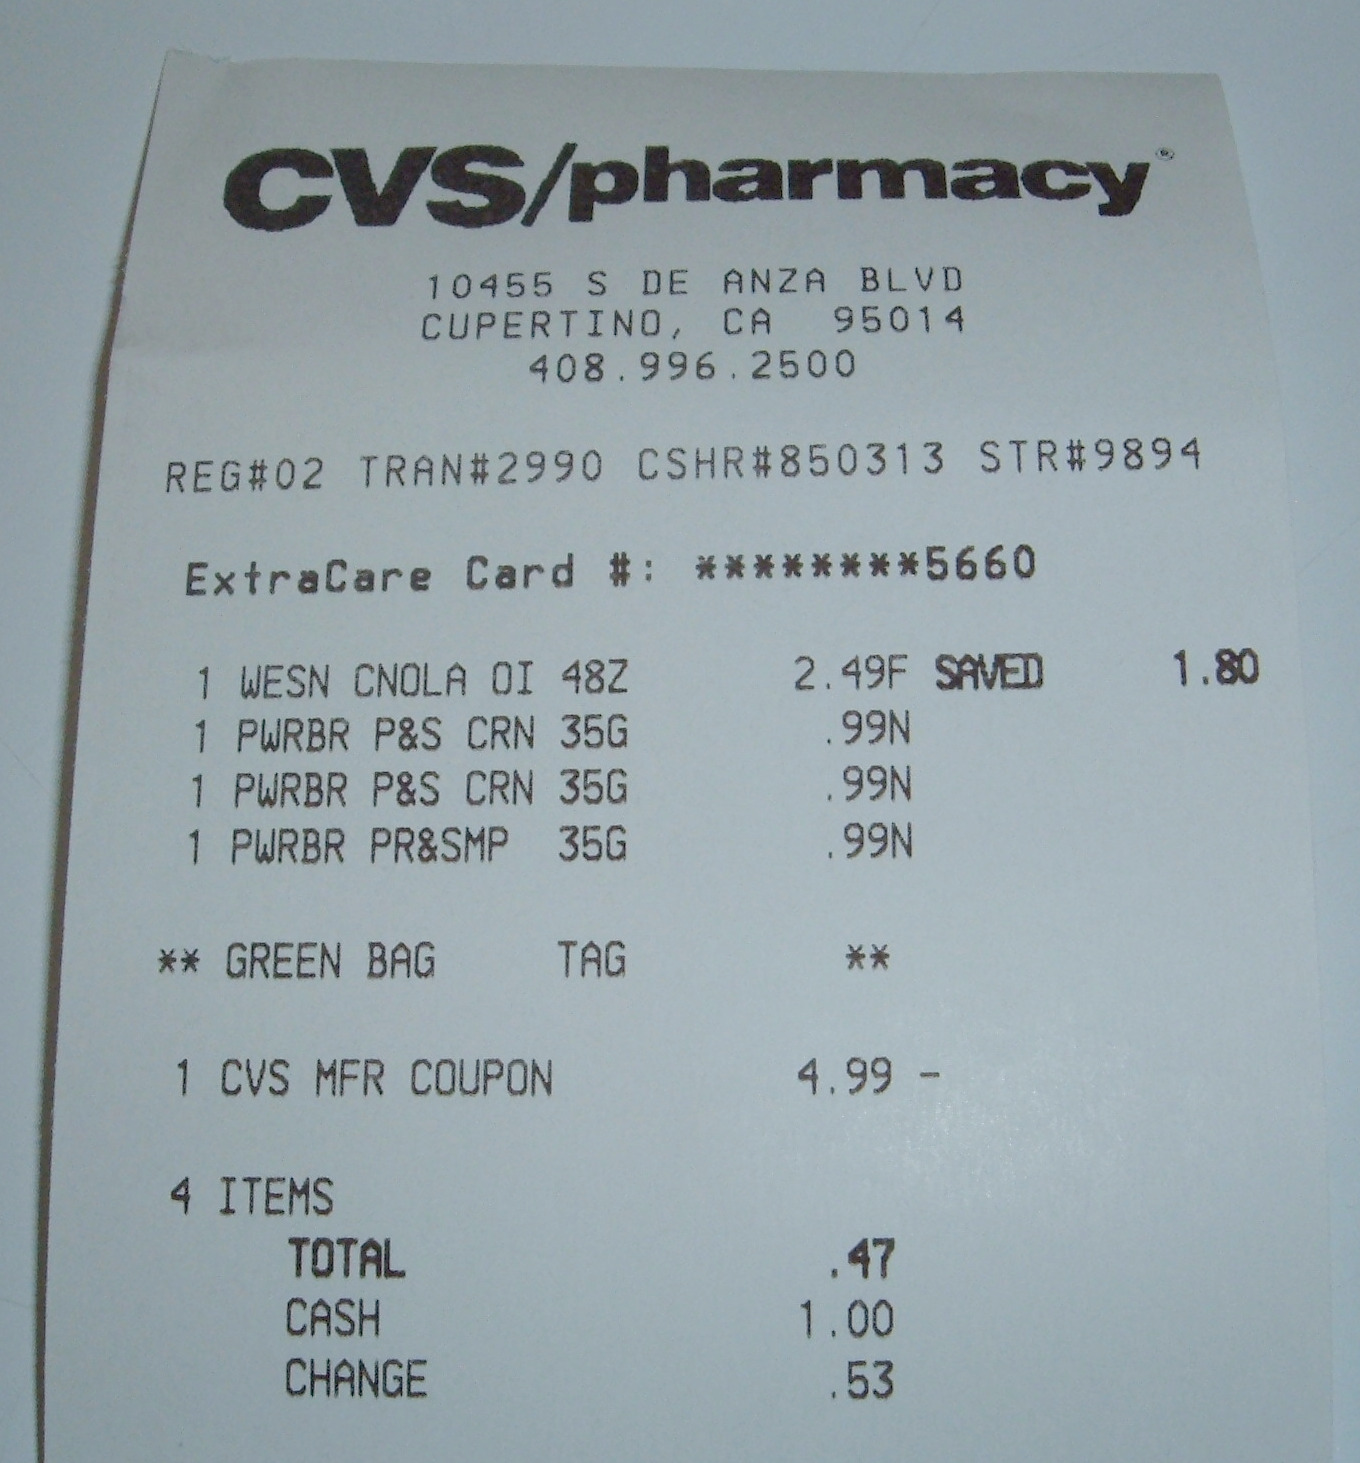 CVS/pharmacy®
10455 S DE ANZA BLVD
CUPERTINO, CA 95014
408.996.2500
REG#02 TRAN#2990 CSHR#850313 STR#9894
ExtraCare Card #: ********5660
1 WESN CNOLA OI 48Z 2.49F SAVED 1.80
1 PWRBR P&S CRN 35G .99N
1 PWRBR P&S CRN 35G .99N
1 PWRBR PR&SMP 35G .99N
** GREEN BAG TAG **
1 CVS MFR COUPON 4.99 -
4 ITEMS
TOTAL .47
CASH 1.00
CHANGE .53